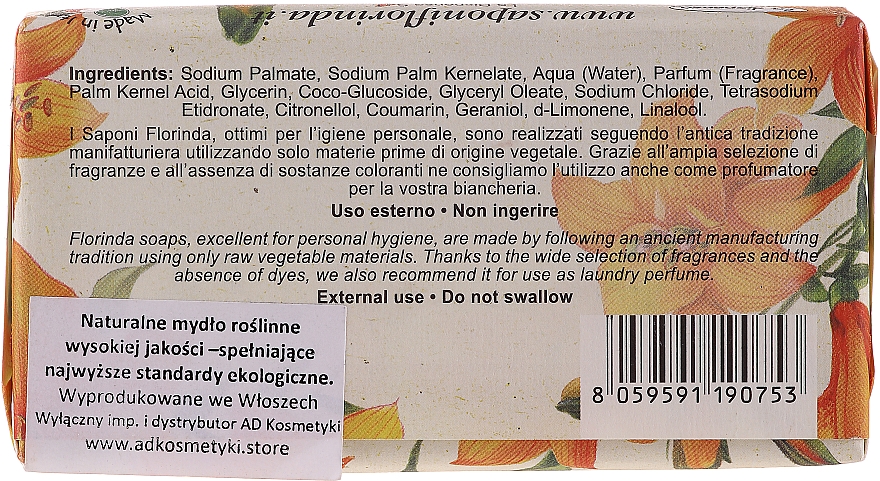 Made in
www.saponiflorinda.it
Ingredients: Sodium Palmate, Sodium Palm Kernelate, Aqua (Water), Parfum (Fragrance),
Palm Kernel Acid, Glycerin, Coco-Glucoside, Glyceryl Oleate, Sodium Chloride, Tetrasodium
Etidronate, Citronellol, Coumarin, Geraniol, d-Limonene, Linalool.
I Saponi Florinda, ottimi per l'igiene personale, sono realizzati seguendo l'antica tradizione
manifatturiera utilizzando solo materie prime di origine vegetale. Grazie all'ampia selezione di
fragranze e all'assenza di sostanze coloranti ne consigliamo l'utilizzo anche come profumatore
per la vostra biancheria.
Uso esterno • Non ingerire
Florinda soaps, excellent for personal hygiene, are made by following an ancient manufacturing
tradition using only raw vegetable materials. Thanks to the wide selection of fragrances and the
absence of dyes, we also recommend it for use as laundry perfume.
External use • Do not swallow
Naturalne mydło roślinne
wysokiej jakości –spełniające
najwyższe standardy ekologiczne.
Wyprodukowane we Włoszech
Wyłączny imp. i dystrybutor AD Kosmetyki
www.adkosmetyki.store
8 059591 190753